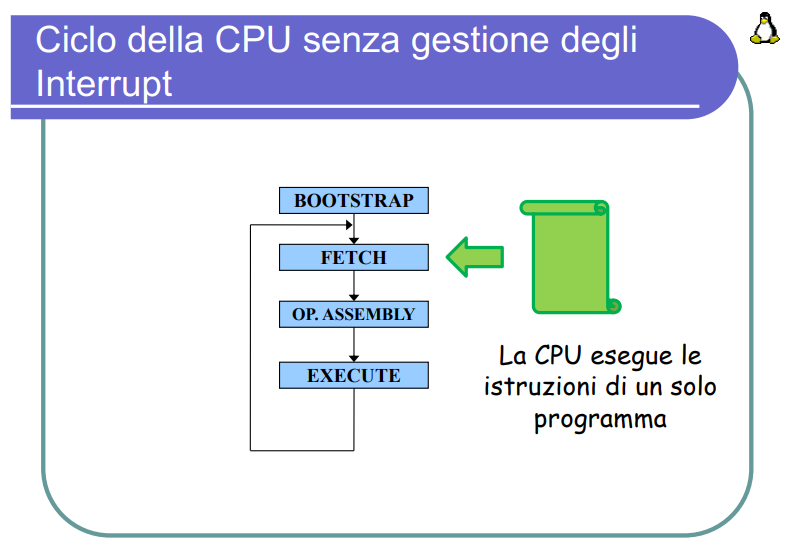 Ciclo della CPU senza gestione degli
Interrupt
BOOTSTRAP
FETCH
OP. ASSEMBLY
EXECUTE
La CPU esegue le
istruzioni di un solo
programma